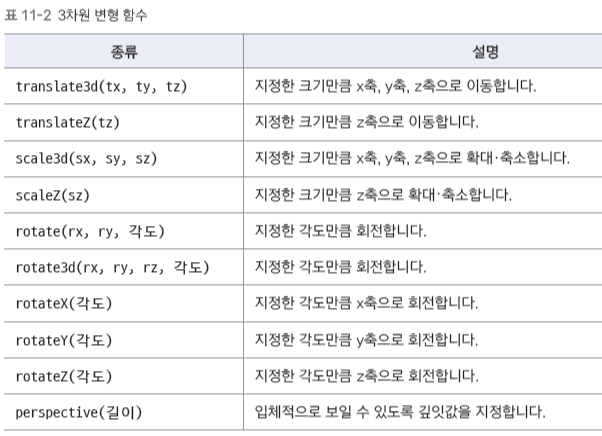 표 11-2 3차원 변형 함수
종류 설명
translate3d(tx, ty, tz) 지정한 크기만큼 x축, y축, z축으로 이동합니다.
translateZ(tz) 지정한 크기만큼 z축으로 이동합니다.
scale3d(sx, sy, sz) 지정한 크기만큼 x축, y축, z축으로 확대·축소합니다.
scaleZ(sz) 지정한 크기만큼 z축으로 확대·축소합니다.
rotate(rx, ry, 각도) 지정한 각도만큼 회전합니다.
rotate3d(rx, ry, rz, 각도) 지정한 각도만큼 회전합니다.
rotateX(각도) 지정한 각도만큼 x축으로 회전합니다.
rotateY(각도) 지정한 각도만큼 y축으로 회전합니다.
rotateZ(각도) 지정한 각도만큼 z축으로 회전합니다.
perspective(길이) 입체적으로 보일 수 있도록 깊잇값을 지정합니다.